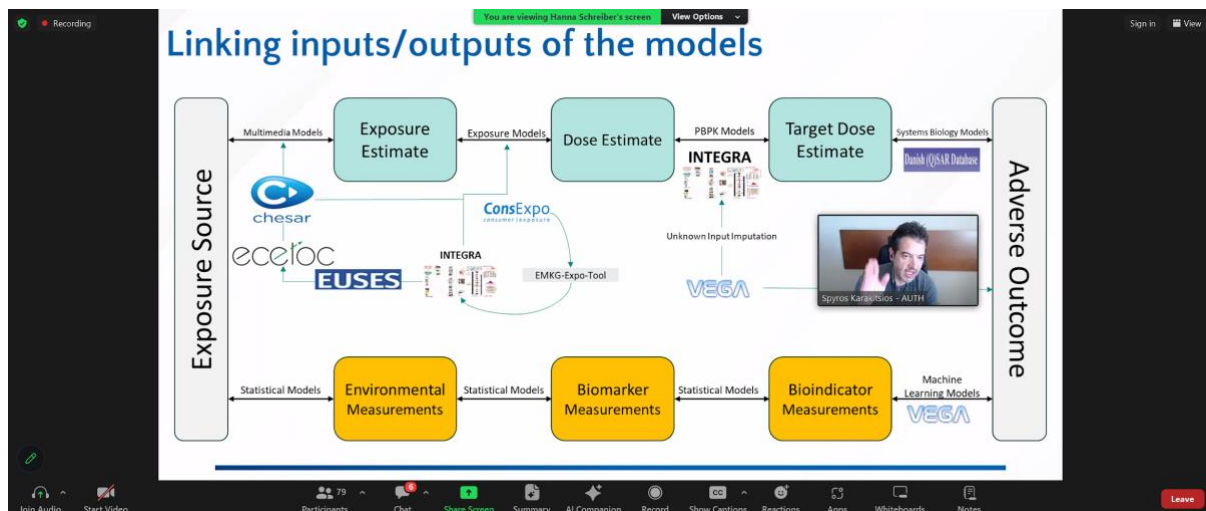 Recording
You are viewing Hanna Schreiber's screen
View Options
Sign in
View
Linking inputs/outputs of the models
Exposure Source
Multimedia Models
Exposure
Estimate
Exposure Models
Dose Estimate
PBPK Models
Target Dose
Estimate
Systems Biology Models
Adverse Outcome
INTEGRA
Danish (Q)SAR Database
chesar
ConsExpo
consumer exposure
Unknown Input Imputation
ecetoc
INTEGRA
EUSES
EMKG-Expo-Tool
VEGA
Spyros Karakitsios - AUTH
Statistical Models
Environmental
Measurements
Statistical Models
Biomarker
Measurements
Statistical Models
Bioindicator
Measurements
Machine
Learning Models
VEGA
79
6
CC
Join Audio
Start Video
Participants
Chat
Share Screen
Summary
AI Companion
Record
Show Captions
Reactions
Apps
Whiteboards
Notes
Leave